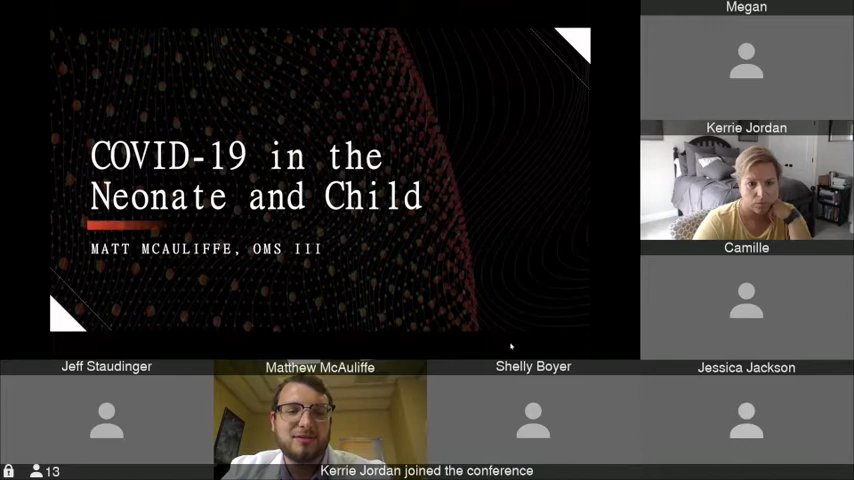 Megan
COVID-19 in the
Neonate and Child
MATT MCAULIFFE, OMS III
Kerrie Jordan
Camille
Jeff Staudinger
Matthew McAuliffe
Shelly Boyer
Jessica Jackson
13
Kerrie Jordan joined the conference